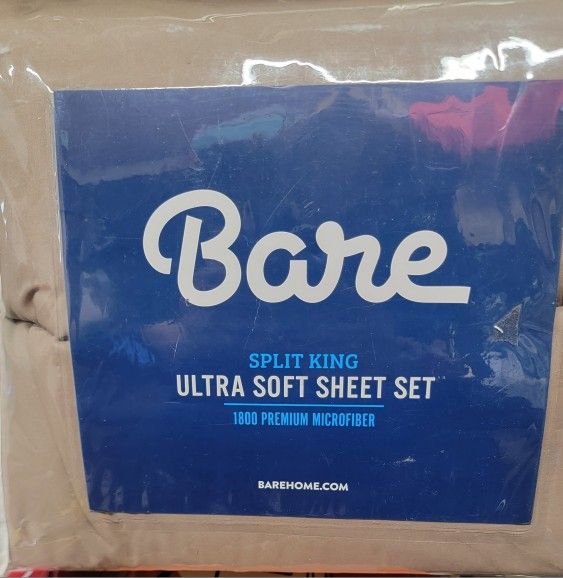 Bare
SPLIT KING
ULTRA SOFT SHEET SET
1800 PREMIUM MICROFIBER
BAREHOME.COM